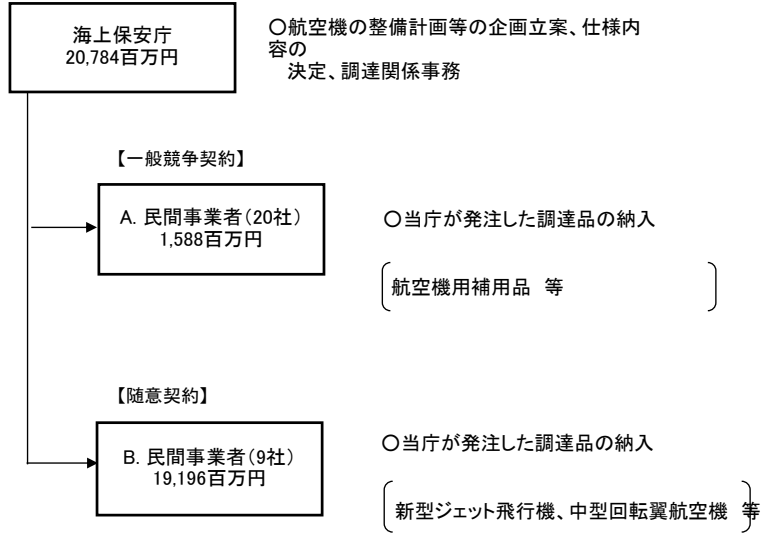 海上保安庁
20,784百万円
○航空機の整備計画等の企画立案、仕様内
容の
決定、調達関係事務
【一般競争契約】
A. 民間事業者（20社）
1,588百万円
○当庁が発注した調達品の納入
航空機用補用品　等
【随意契約】
B. 民間事業者（9社）
19,196百万円
○当庁が発注した調達品の納入
新型ジェット飛行機、中型回転翼航空機　等